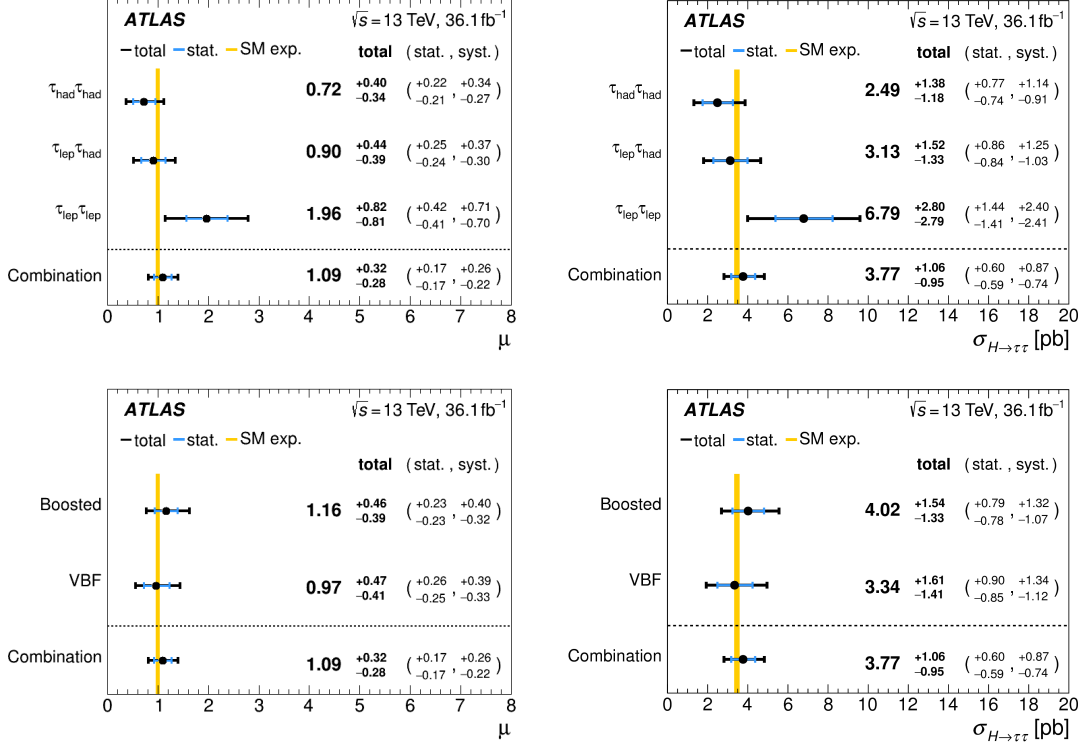 ATLAS √s = 13 TeV, 36.1 fb⁻¹
total stat. SM exp. total (stat. , syst.)
τhadτhad 0.72 +0.40 −0.34 ( +0.22 −0.21 , +0.34 −0.27 )
τlepτhad 0.90 +0.44 −0.39 ( +0.25 −0.24 , +0.37 −0.30 )
τlepτlep 1.96 +0.82 −0.81 ( +0.42 −0.41 , +0.71 −0.70 )
Combination 1.09 +0.32 −0.28 ( +0.17 −0.17 , +0.26 −0.22 )
0 1 2 3 4 5 6 7 8
μ
ATLAS √s = 13 TeV, 36.1 fb⁻¹
total stat. SM exp. total (stat. , syst.)
τhadτhad 2.49 +1.38 −1.18 ( +0.77 −0.74 , +1.14 −0.91 )
τlepτhad 3.13 +1.52 −1.33 ( +0.86 −0.84 , +1.25 −1.03 )
τlepτlep 6.79 +2.80 −2.79 ( +1.44 −1.41 , +2.40 −2.41 )
Combination 3.77 +1.06 −0.95 ( +0.60 −0.59 , +0.87 −0.74 )
0 2 4 6 8 10 12 14 16 18 20
σH→ττ [pb]
ATLAS √s = 13 TeV, 36.1 fb⁻¹
total stat. SM exp.
total (stat. , syst.)
Boosted 1.16 +0.46 −0.39 ( +0.23 −0.23 , +0.40 −0.32 )
VBF 0.97 +0.47 −0.41 ( +0.26 −0.25 , +0.39 −0.33 )
Combination 1.09 +0.32 −0.28 ( +0.17 −0.17 , +0.26 −0.22 )
0 1 2 3 4 5 6 7 8
μ
ATLAS √s = 13 TeV, 36.1 fb⁻¹
total stat. SM exp.
total (stat. , syst.)
Boosted 4.02 +1.54 −1.33 ( +0.79 −0.78 , +1.32 −1.07 )
VBF 3.34 +1.61 −1.41 ( +0.90 −0.85 , +1.34 −1.12 )
Combination 3.77 +1.06 −0.95 ( +0.60 −0.59 , +0.87 −0.74 )
0 2 4 6 8 10 12 14 16 18 20
σH→ττ [pb]